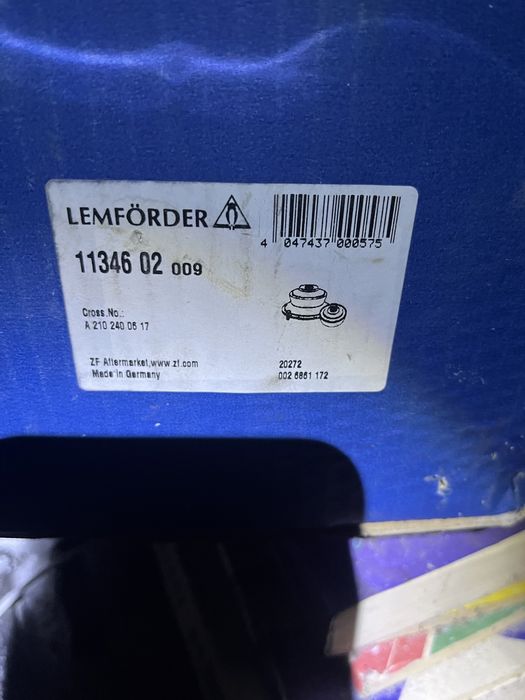 LEMFÖRDER
4 047437 000575
11346 02 009
Cross.No.:
A 210 240 06 17
ZF Aftermarket,www.zf.com
Made in Germany
20272
002 6861 172